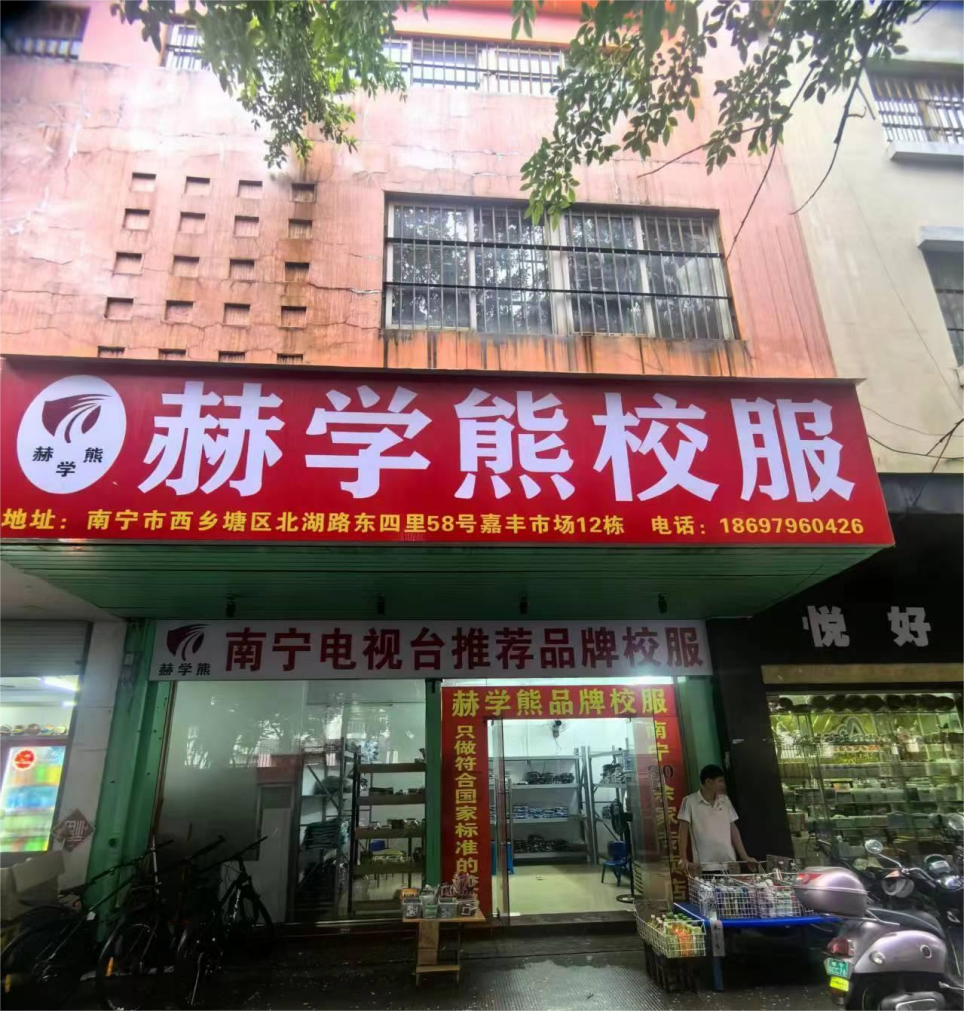 赫学熊
赫学熊校服
地址：南宁市西乡塘区北湖路东四里58号嘉丰市场12栋 电话：18697960426
赫学熊
南宁电视台推荐品牌校服
悦好
赫学熊品牌校服
只做符合国家标准的
南宁
店